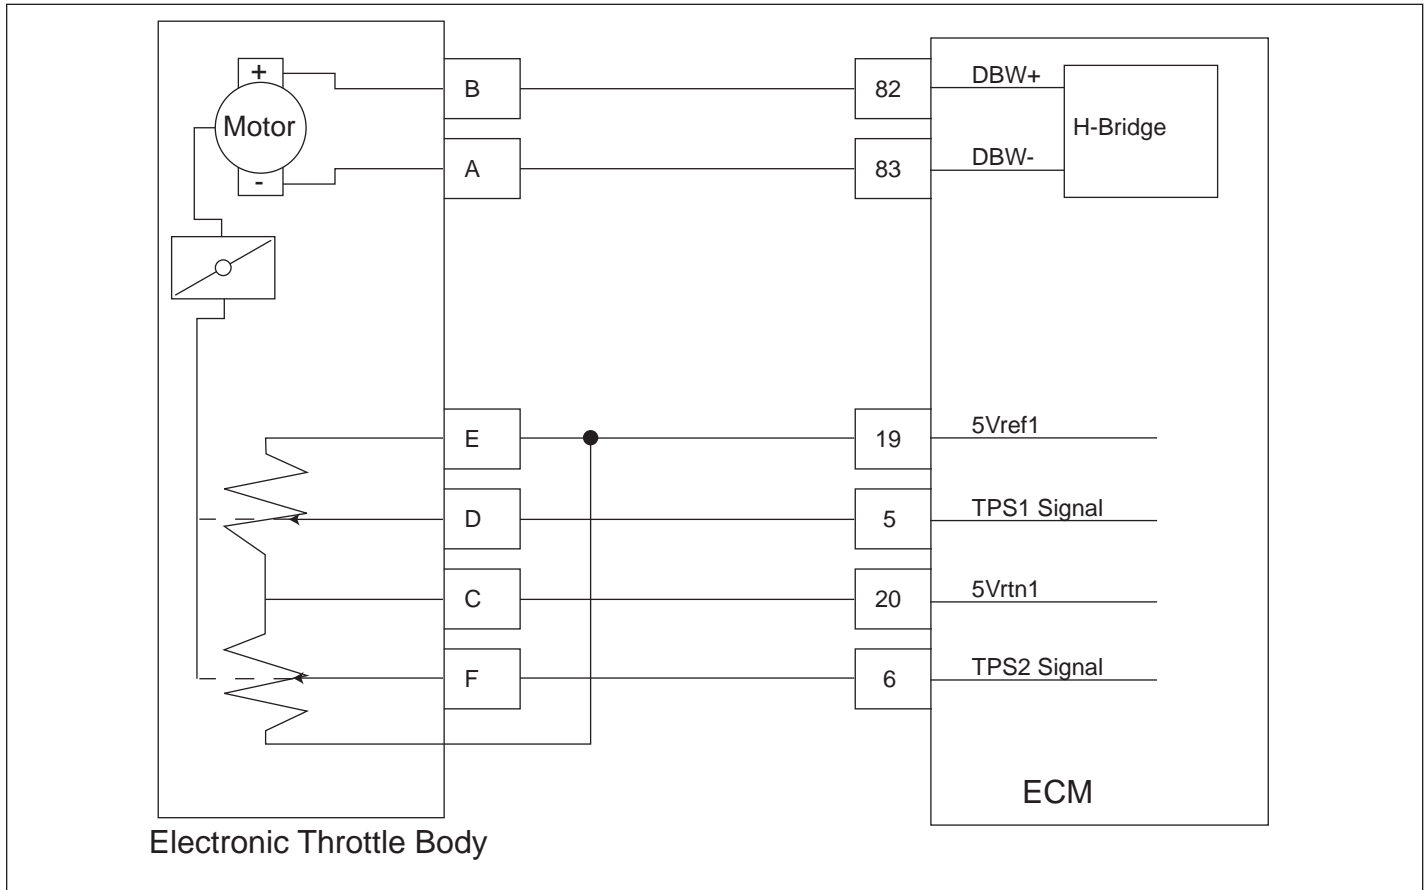 +
Motor
-
B
82
DBW+
H-Bridge
A
83
DBW-
E
19
5Vref1
D
5
TPS1 Signal
C
20
5Vrtn1
F
6
TPS2 Signal
ECM
Electronic Throttle Body